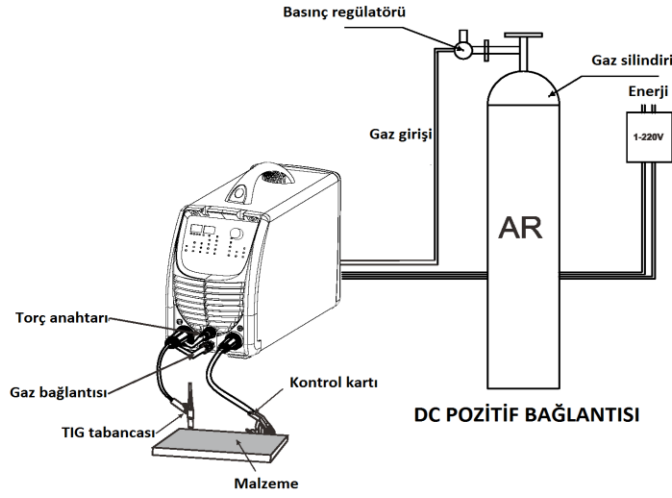 Basınç regülatörü
Gaz silindiri
Enerji
1-220V
Gaz girişi
AR
Torç anahtarı
Gaz bağlantısı
Kontrol kartı
TIG tabancası
DC POZİTİF BAĞLANTISI
Malzeme